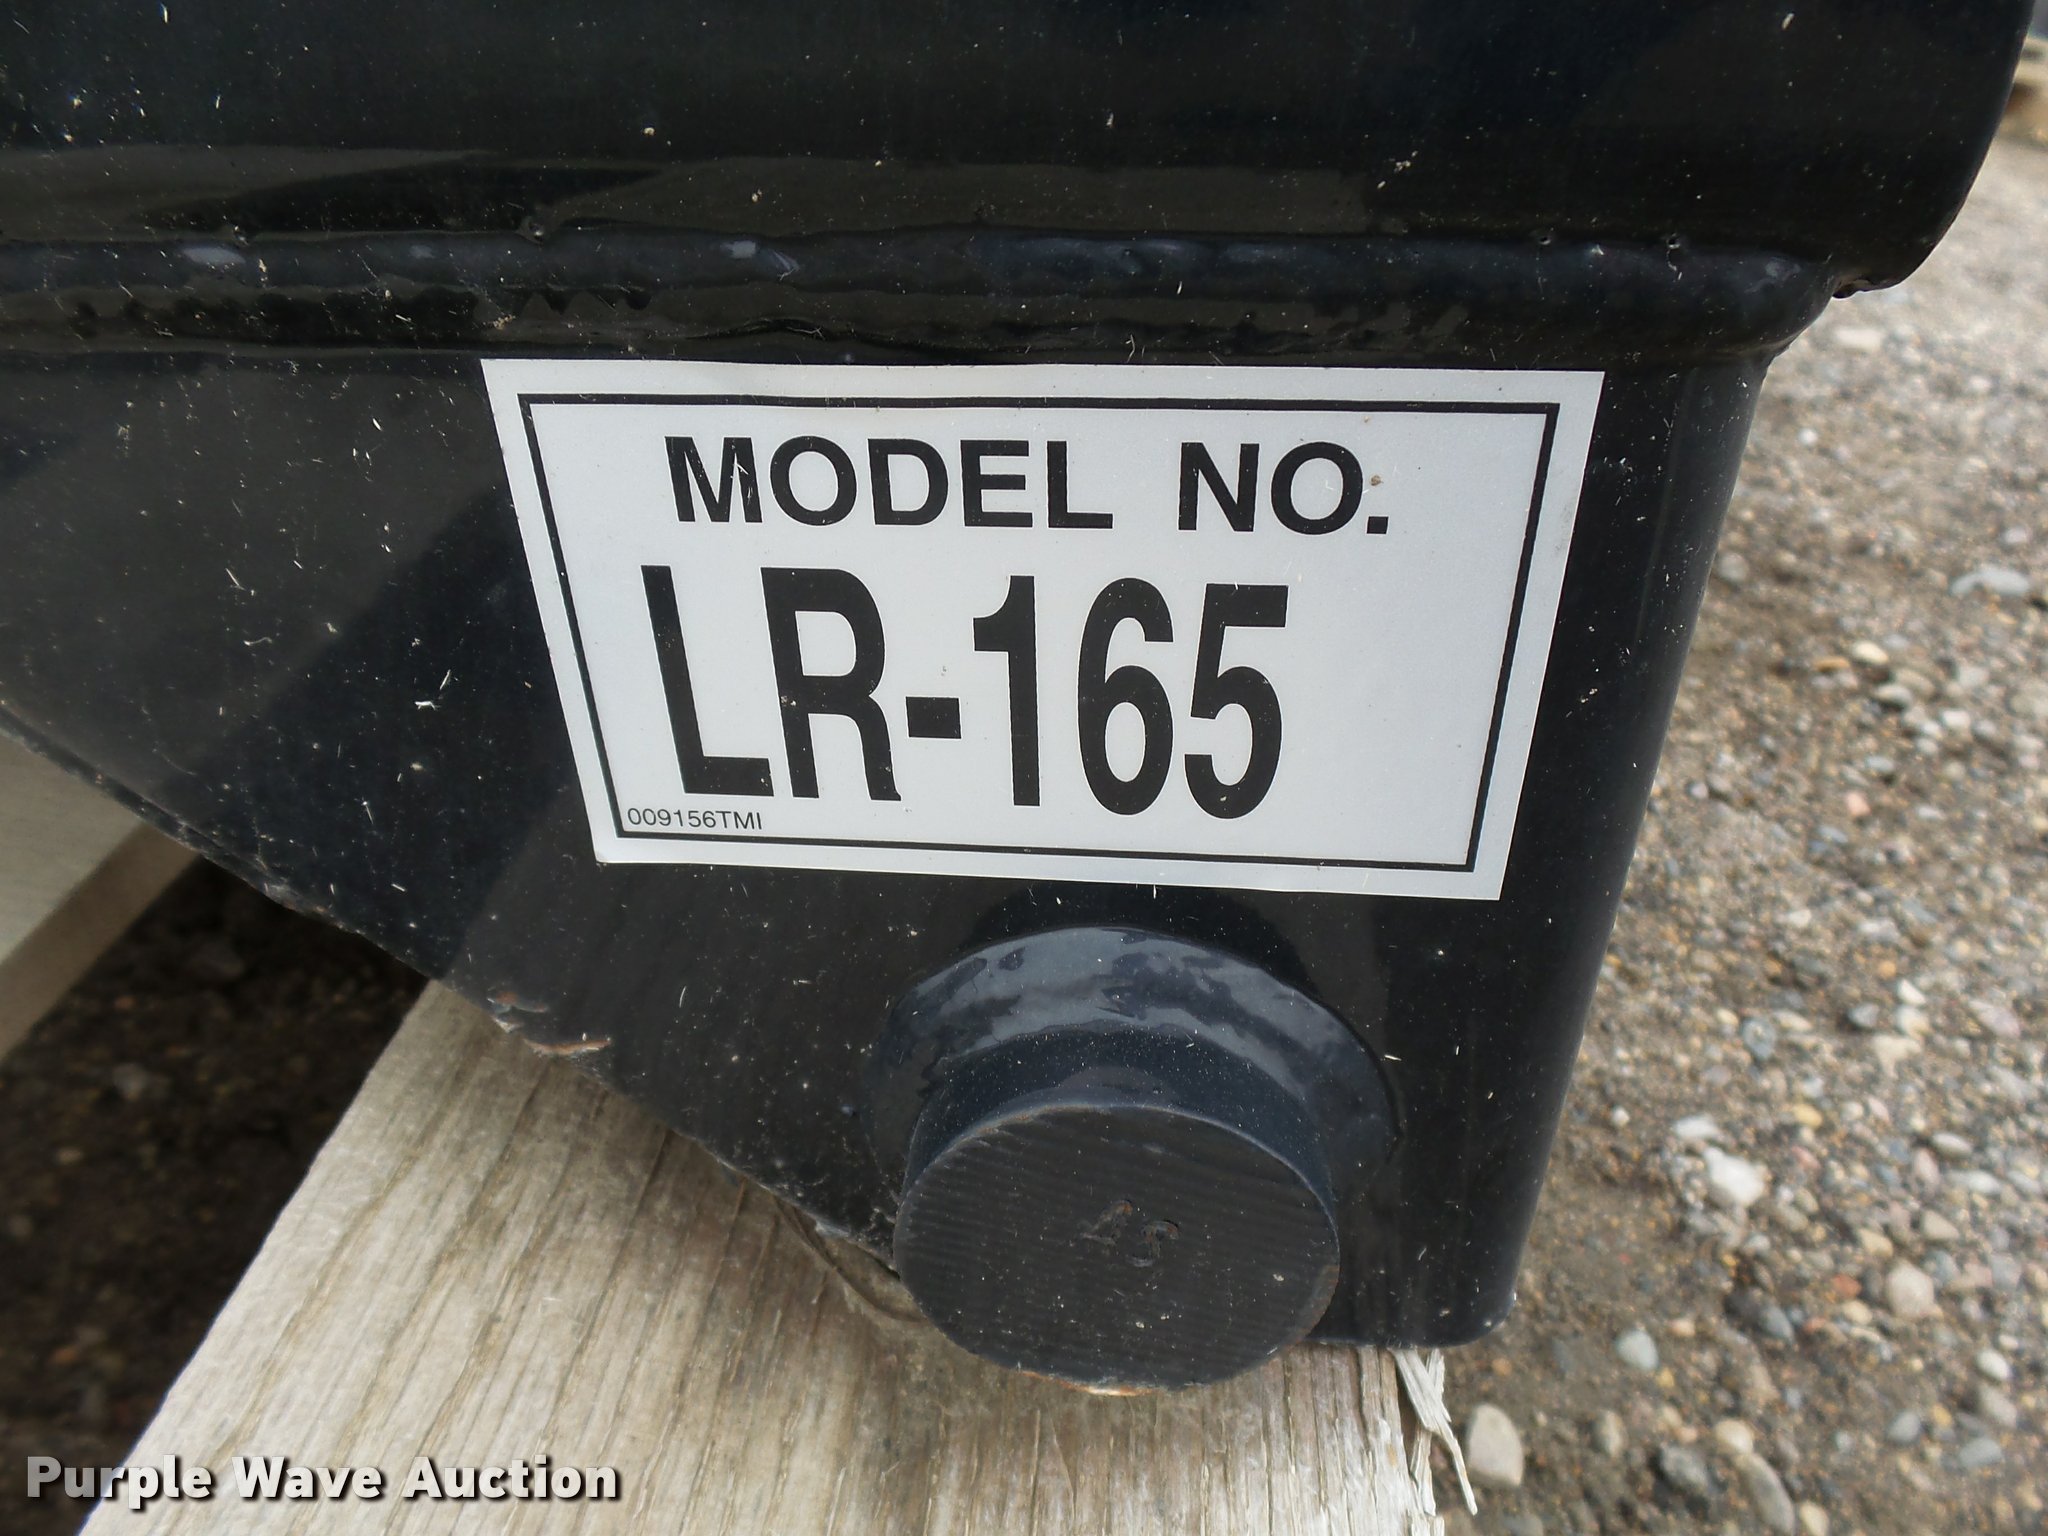 MODEL NO.
LR-165
009156TMI
Purple Wave Auction